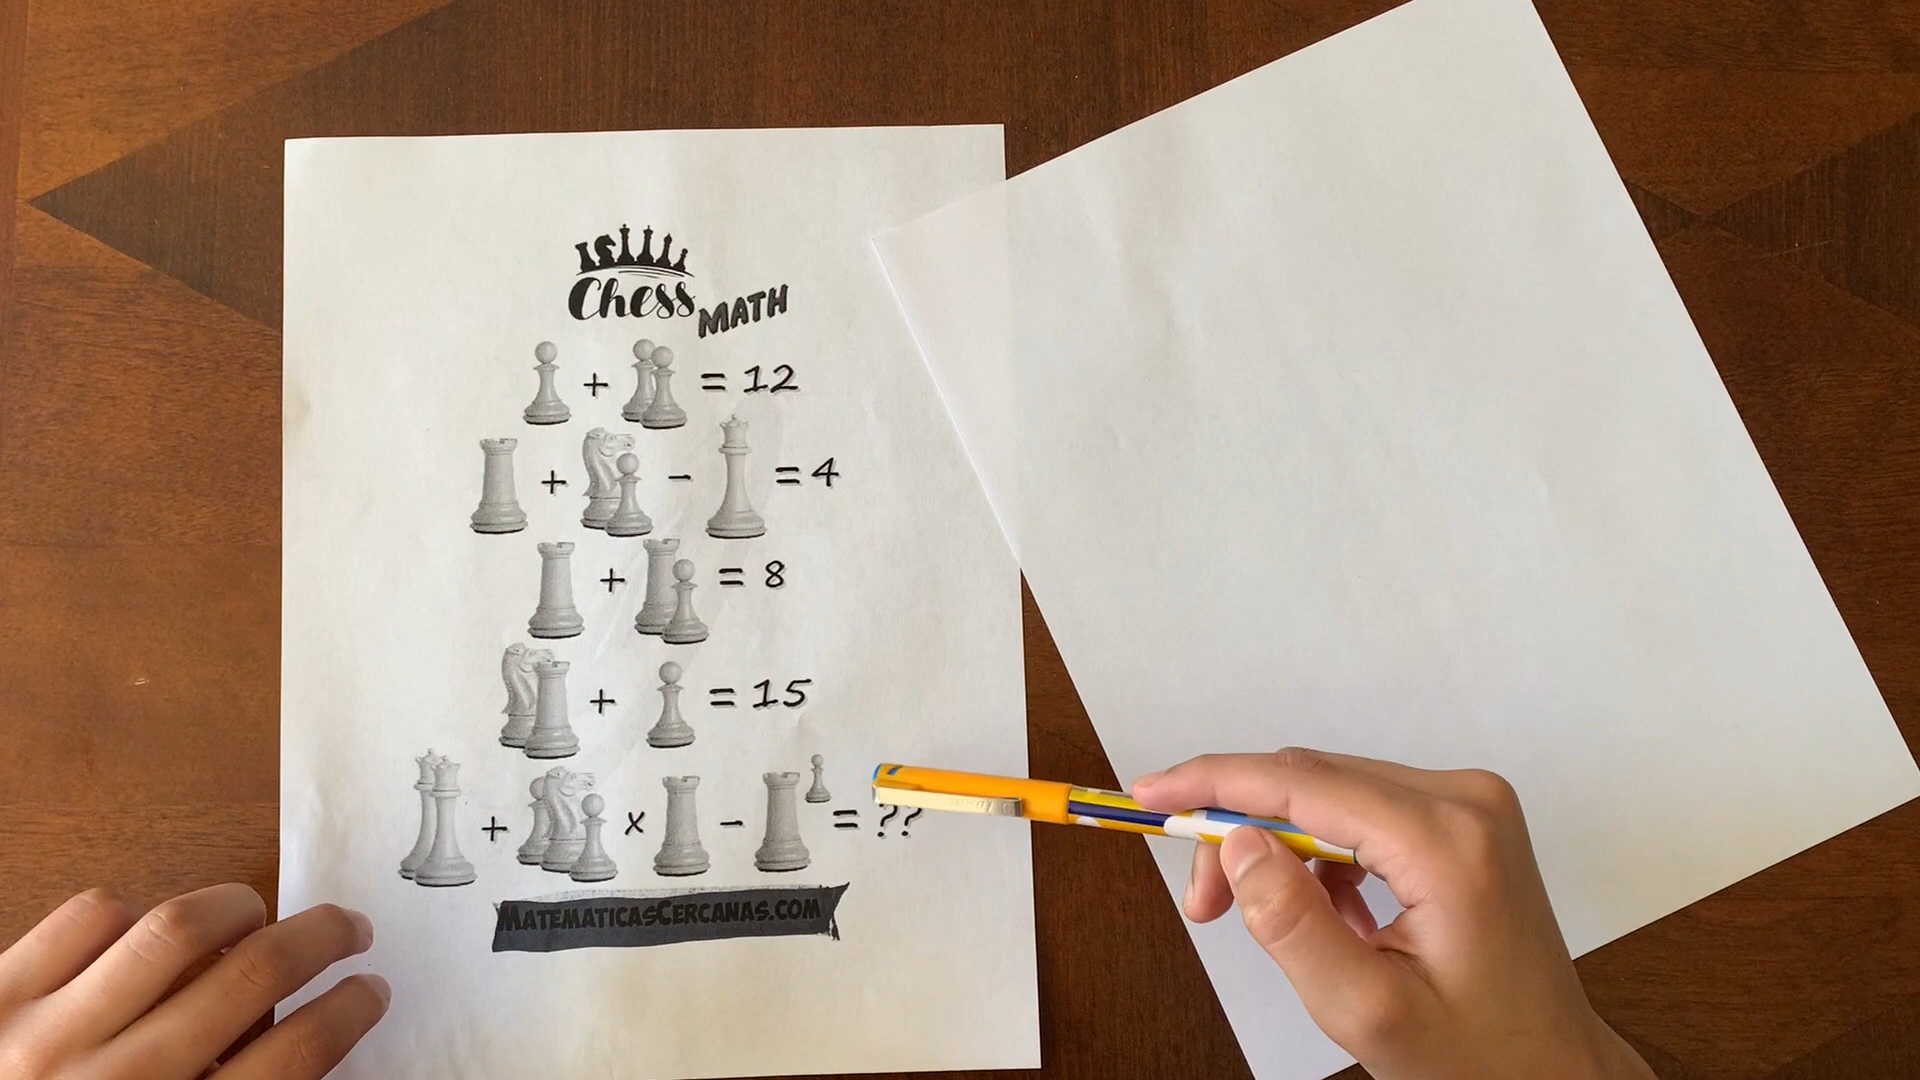 Chess MATH
+ = 12
+ - = 4
+ = 8
+ = 15
+ x - = ??
MATEMATICASCERCANAS.COM